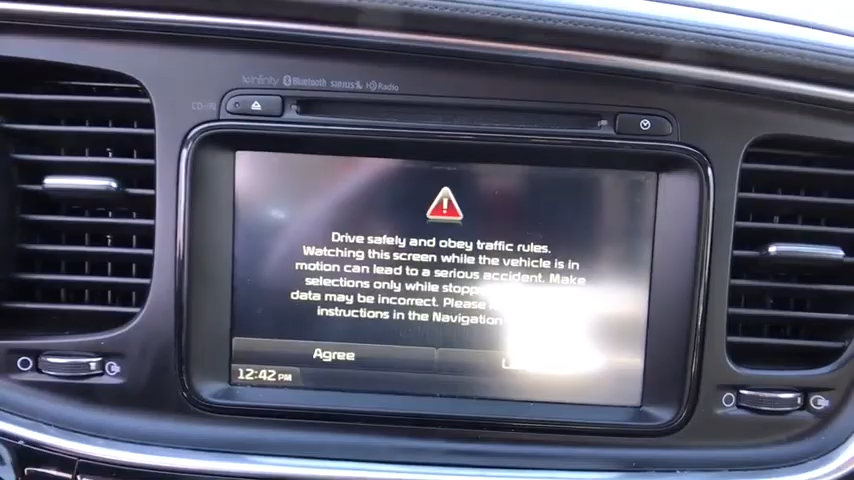 infinity Bluetooth SIRIUS HD Radio
CD-IN
Drive safely and obey traffic rules.
Watching this screen while the vehicle is in
motion can lead to a serious accident. Make
selections only while
data may be incorrect. Please
instructions in the Navigation
Agree
12:42 PM